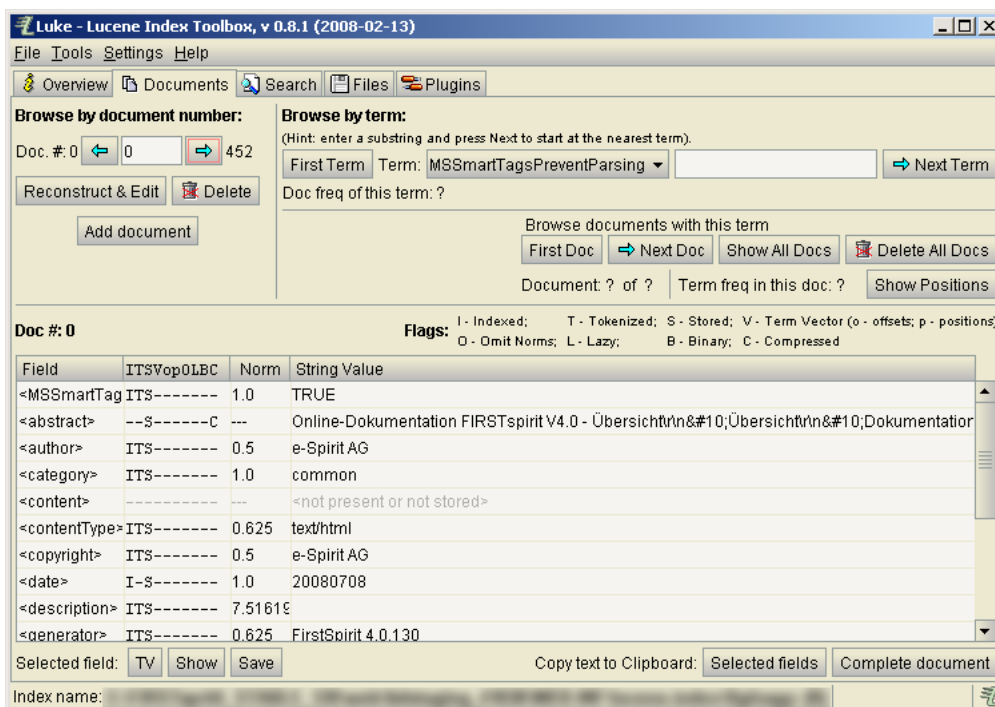 Luke - Lucene Index Toolbox, v 0.8.1 (2008-02-13)
File Tools Settings Help
Overview Documents Search Files Plugins
Browse by document number:
Doc. #: 0 0 452
Reconstruct & Edit Delete
Add document
Browse by term:
(Hint: enter a substring and press Next to start at the nearest term).
First Term Term: MSSmartTagsPreventParsing Next Term
Doc freq of this term: ?
Browse documents with this term
First Doc Next Doc Show All Docs Delete All Docs
Document: ? of ? Term freq in this doc: ? Show Positions
Doc #: 0
Flags: I - Indexed; T - Tokenized; S - Stored; V - Term Vector (o - offsets; p - positions)
O - Omit Norms; L - Lazy; B - Binary; C - Compressed
Field ITSVopOLBC Norm String Value
<MSSmartTag ITS------- 1.0 TRUE
<abstract> --S------C --- Online-Dokumentation FIRSTspirit V4.0 - Übersicht\r\n&#10;Übersicht\r\n&#10;Dokumentation
<author> ITS------- 0.5 e-Spirit AG
<category> ITS------- 1.0 common
<content> ---------- --- <not present or not stored>
<contentType> ITS------- 0.625 text/html
<copyright> ITS------- 0.5 e-Spirit AG
<date> I-S------- 1.0 20080708
<description> ITS------- 7.51619
<generator> ITS------- 0.625 FirstSpirit 4.0.130
Selected field: TV Show Save Copy text to Clipboard: Selected fields Complete document
Index name: